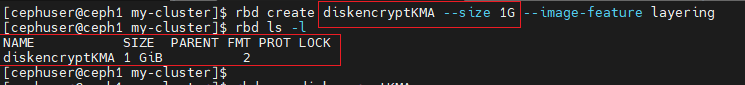 [cephuser@ceph1 my-cluster]$ rbd create diskencryptKMA --size 1G --image-feature layering
[cephuser@ceph1 my-cluster]$ rbd ls -l
NAME SIZE PARENT FMT PROT LOCK
diskencryptKMA 1 GiB 2
[cephuser@ceph1 my-cluster]$